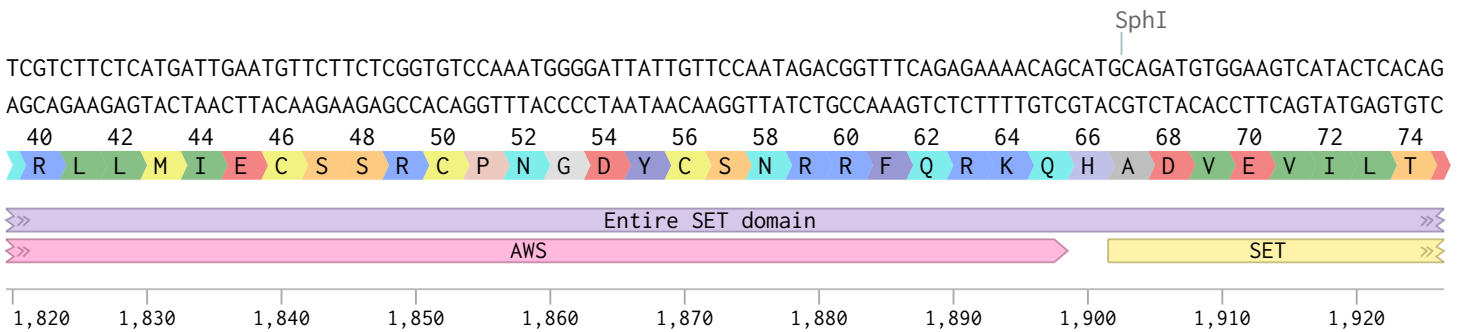 SphI
TCGTCTTCTCATGATTGAATGTTCTTCTCGGTGTCCAAATGGGGATTATTGTTCCAATAGACGGTTTCAGAGAAAACAGCATGCAGATGTGGAAGTCATACTCACAG
AGCAGAAGAGTACTAACTTACAAGAAGAGCCACAGGTTTACCCCTAATAACAAGGTTATCTGCCAAAGTCTCTTTTGTCGTACGTCTACACCTTCAGTATGAGTGTC
40 42 44 46 48 50 52 54 56 58 60 62 64 66 68 70 72 74
R L L M I E C S S R C P N G D Y C S N R R F Q R K Q H A D V E V I L T
Entire SET domain
AWS SET
1,820 1,830 1,840 1,850 1,860 1,870 1,880 1,890 1,900 1,910 1,920